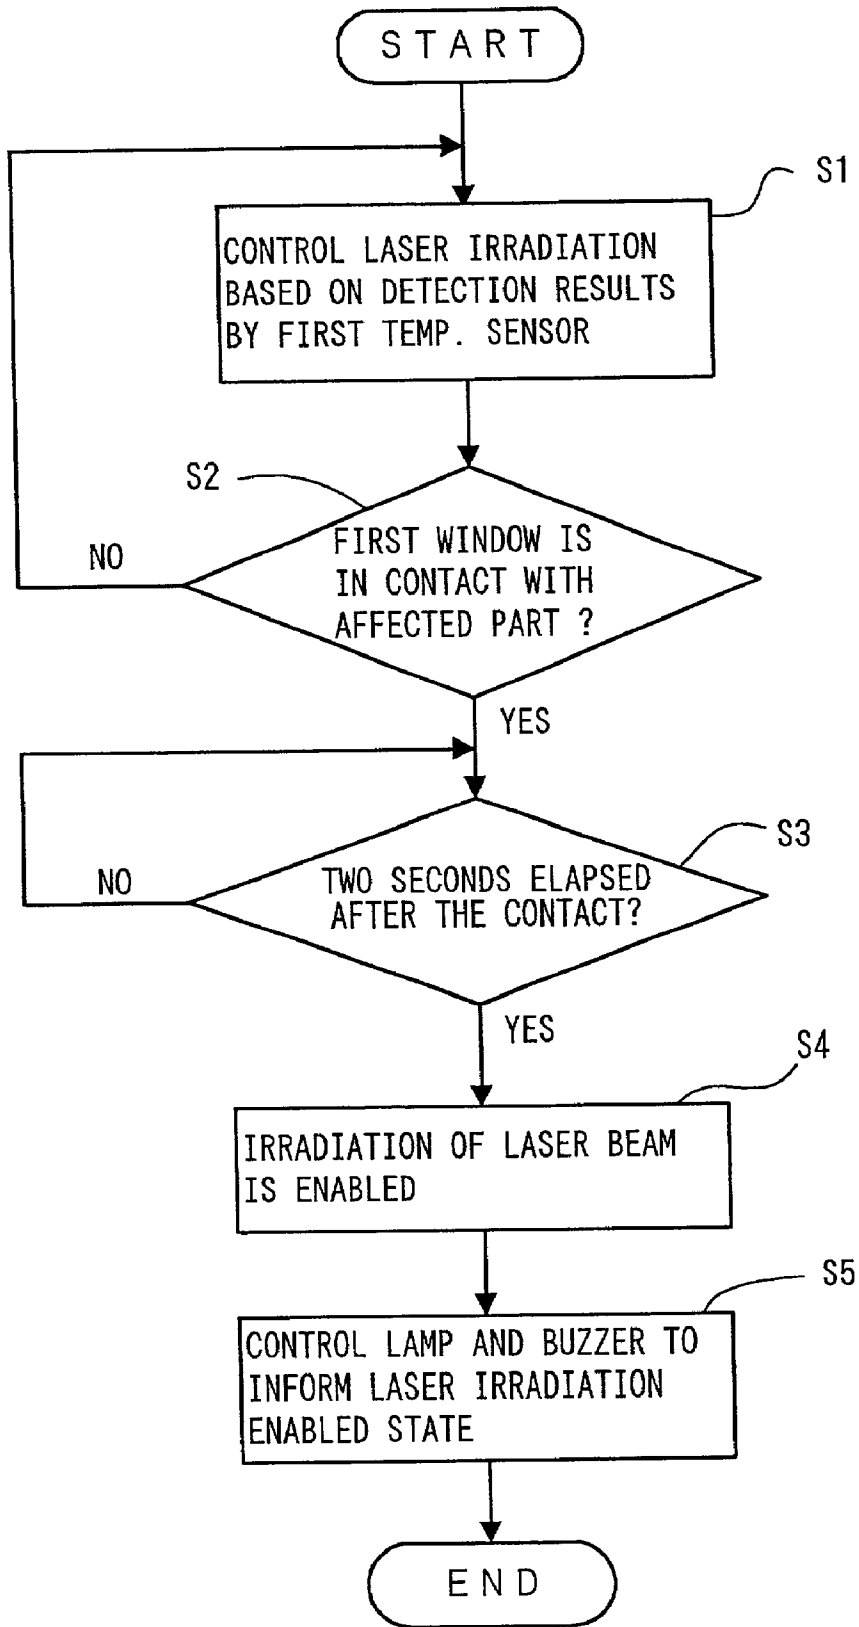 START
S1
CONTROL LASER IRRADIATION
BASED ON DETECTION RESULTS
BY FIRST TEMP. SENSOR
S2
FIRST WINDOW IS
IN CONTACT WITH
AFFECTED PART ?
NO
YES
S3
TWO SECONDS ELAPSED
AFTER THE CONTACT?
NO
YES
S4
IRRADIATION OF LASER BEAM
IS ENABLED
S5
CONTROL LAMP AND BUZZER TO
INFORM LASER IRRADIATION
ENABLED STATE
END